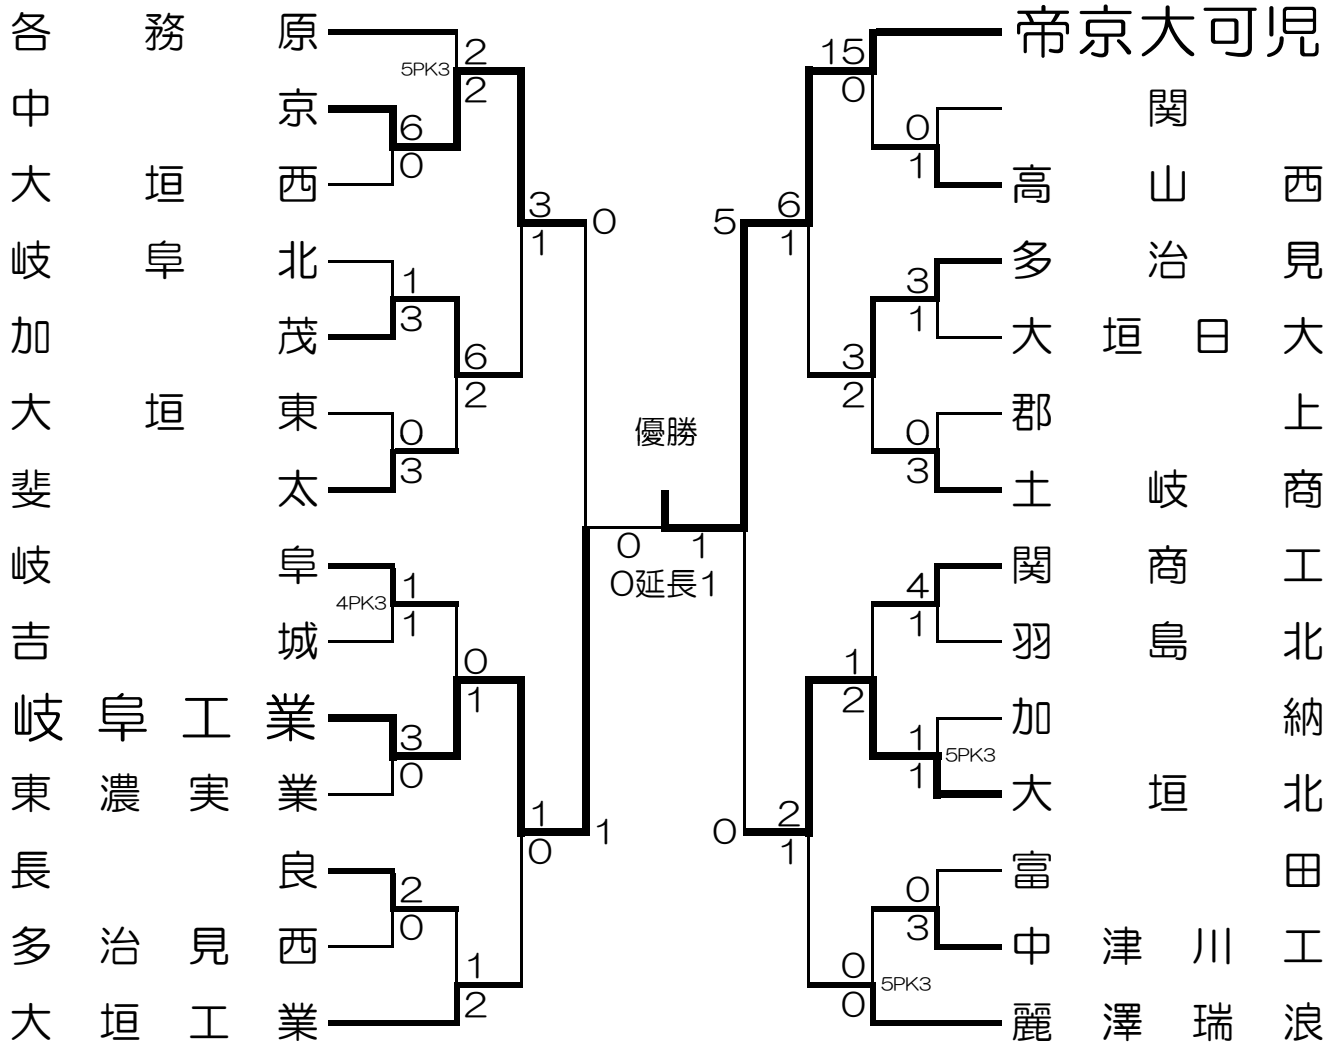 各務原
2
5PK3
2
中京
6
0
大垣西
3
0
1
岐阜北
1
3
加茂
6
2
大垣東
0
3
斐太
岐阜
1
4PK3
1
吉城
0
1
岐阜工業
3
0
東濃実業
1
1
0
長良
2
0
多治見西
1
2
大垣工業
優勝
0 1
0延長1
帝京大可児
15
0
関
0
1
高山西
6
5
1
多治見
3
1
大垣日大
3
2
郡上
0
3
土岐商
関商工
4
1
羽島北
1
2
加納
1
5PK3
1
大垣北
2
0
1
富田
0
3
中津川工
0
5PK3
0
麗澤瑞浪